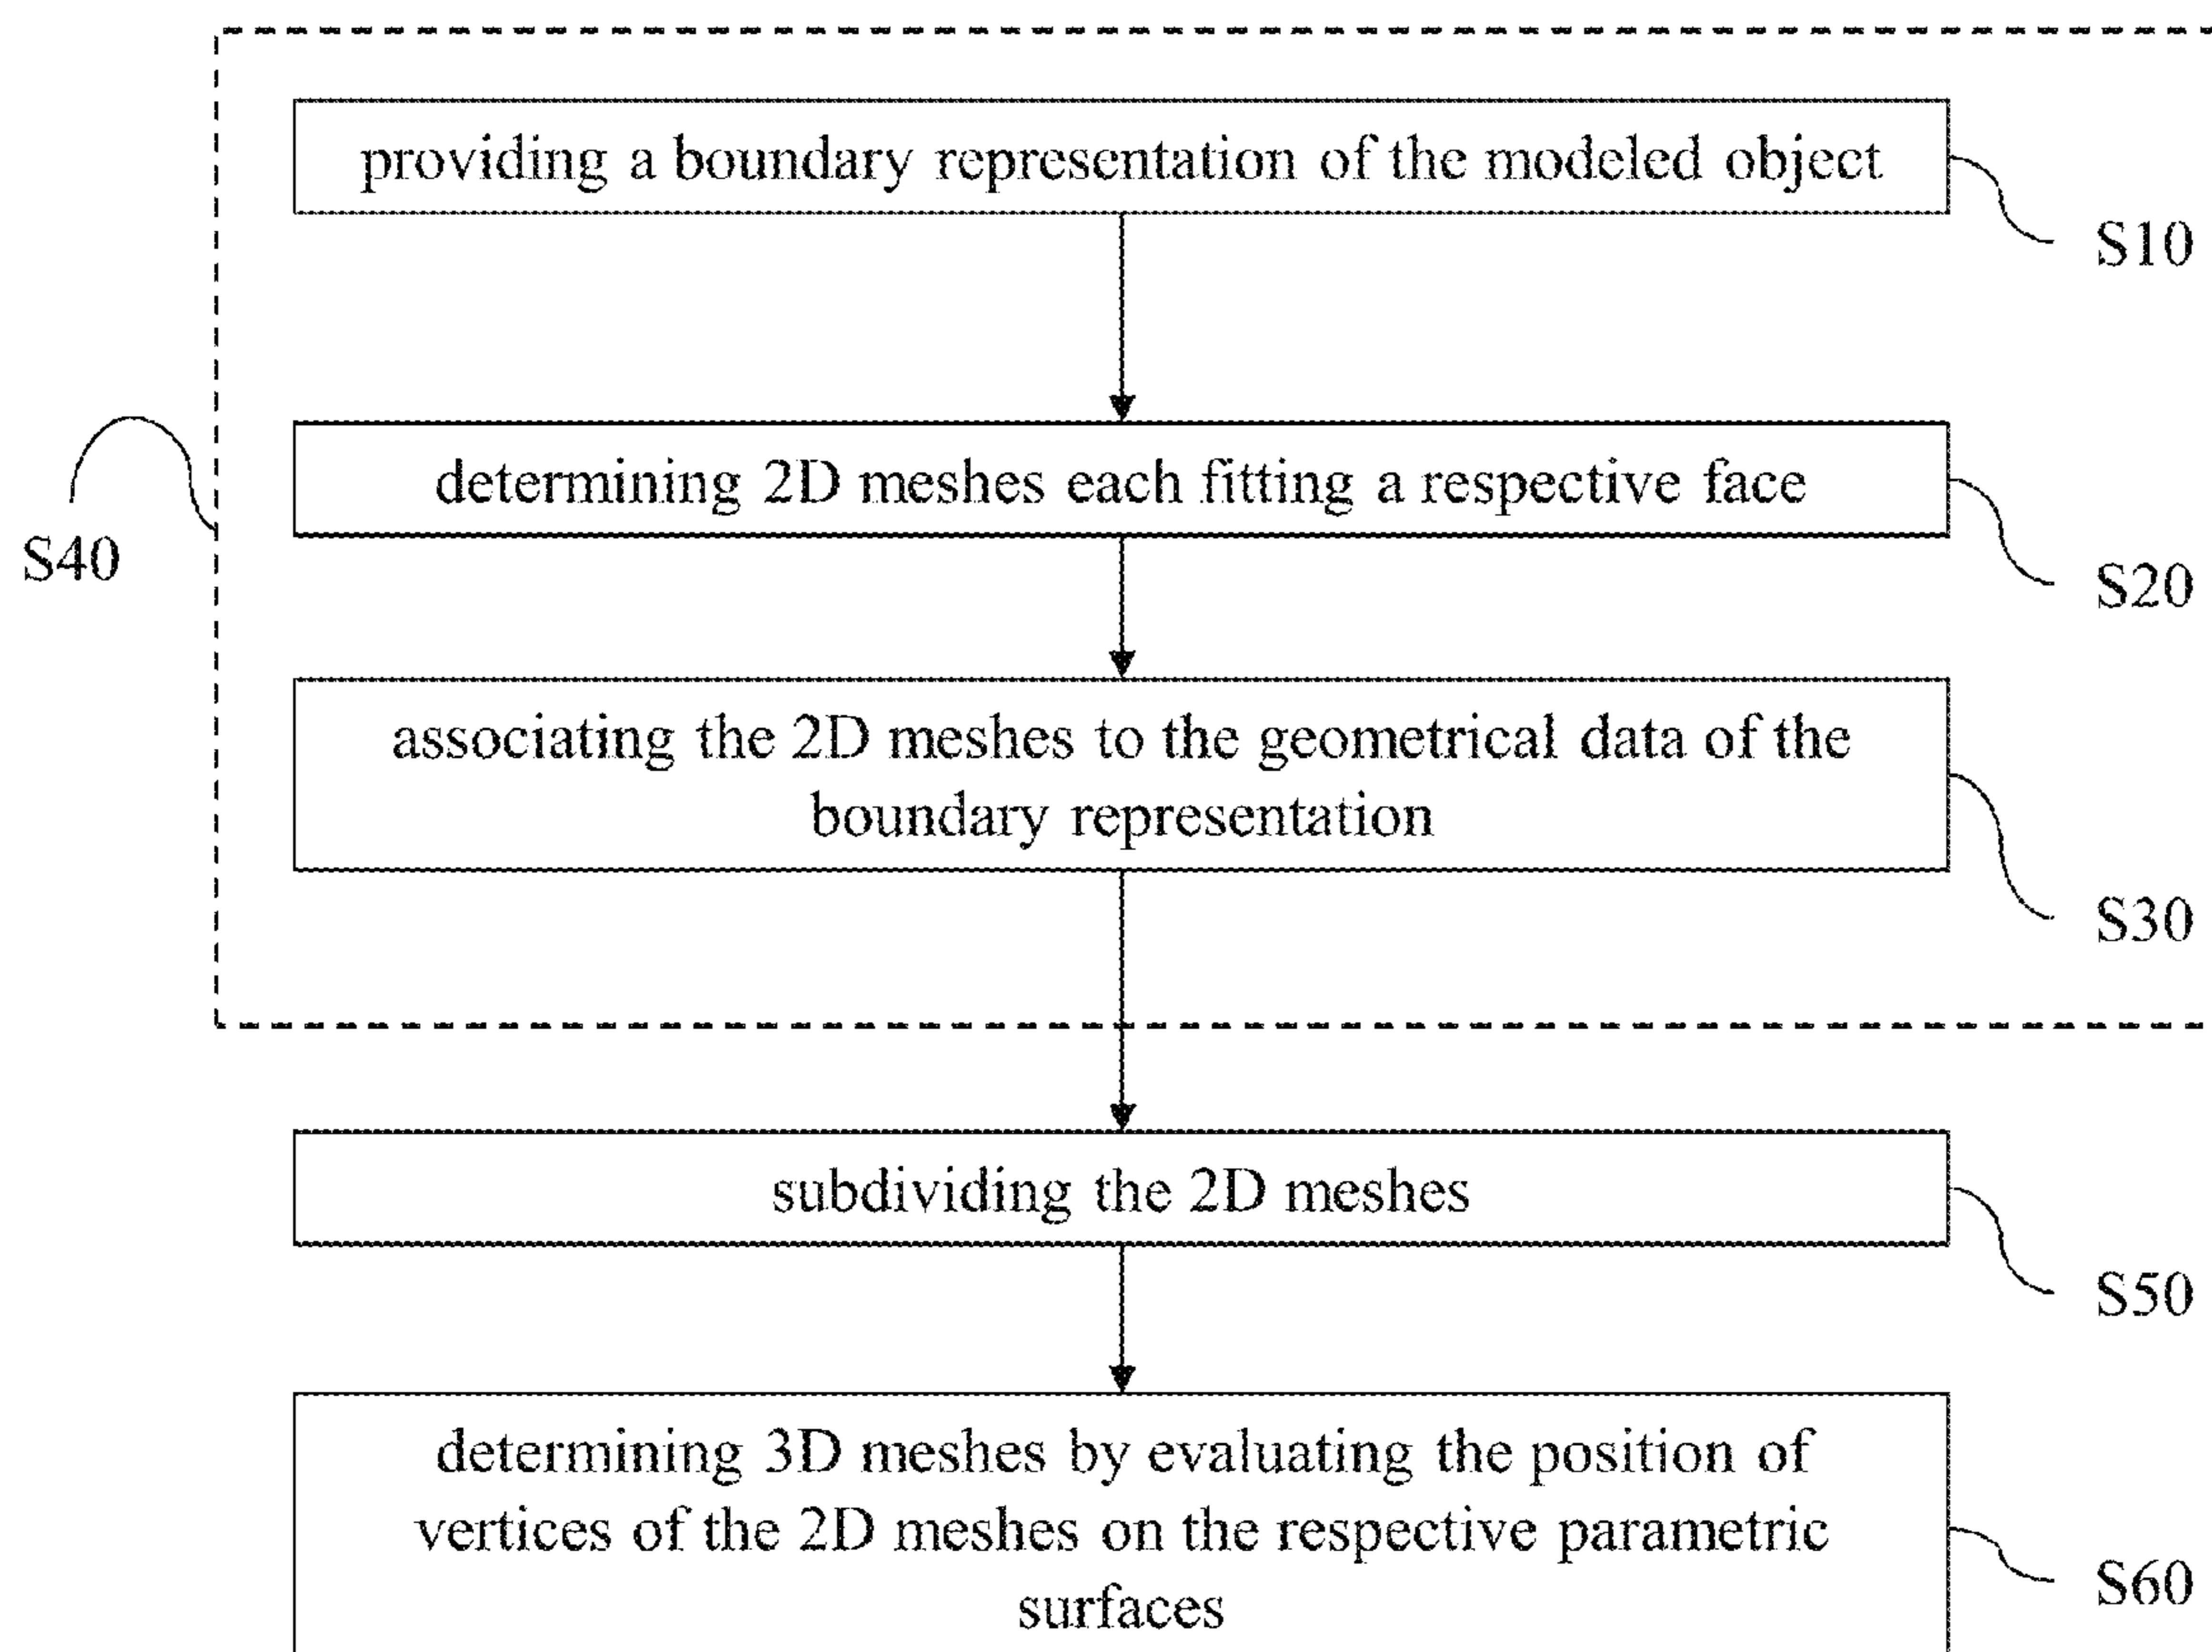 providing a boundary representation of the modeled object
S10
determining 2D meshes each fitting a respective face
S40
S20
associating the 2D meshes to the geometrical data of the
boundary representation
S30
subdividing the 2D meshes
S50
determining 3D meshes by evaluating the position of
vertices of the 2D meshes on the respective parametric
surfaces
S60